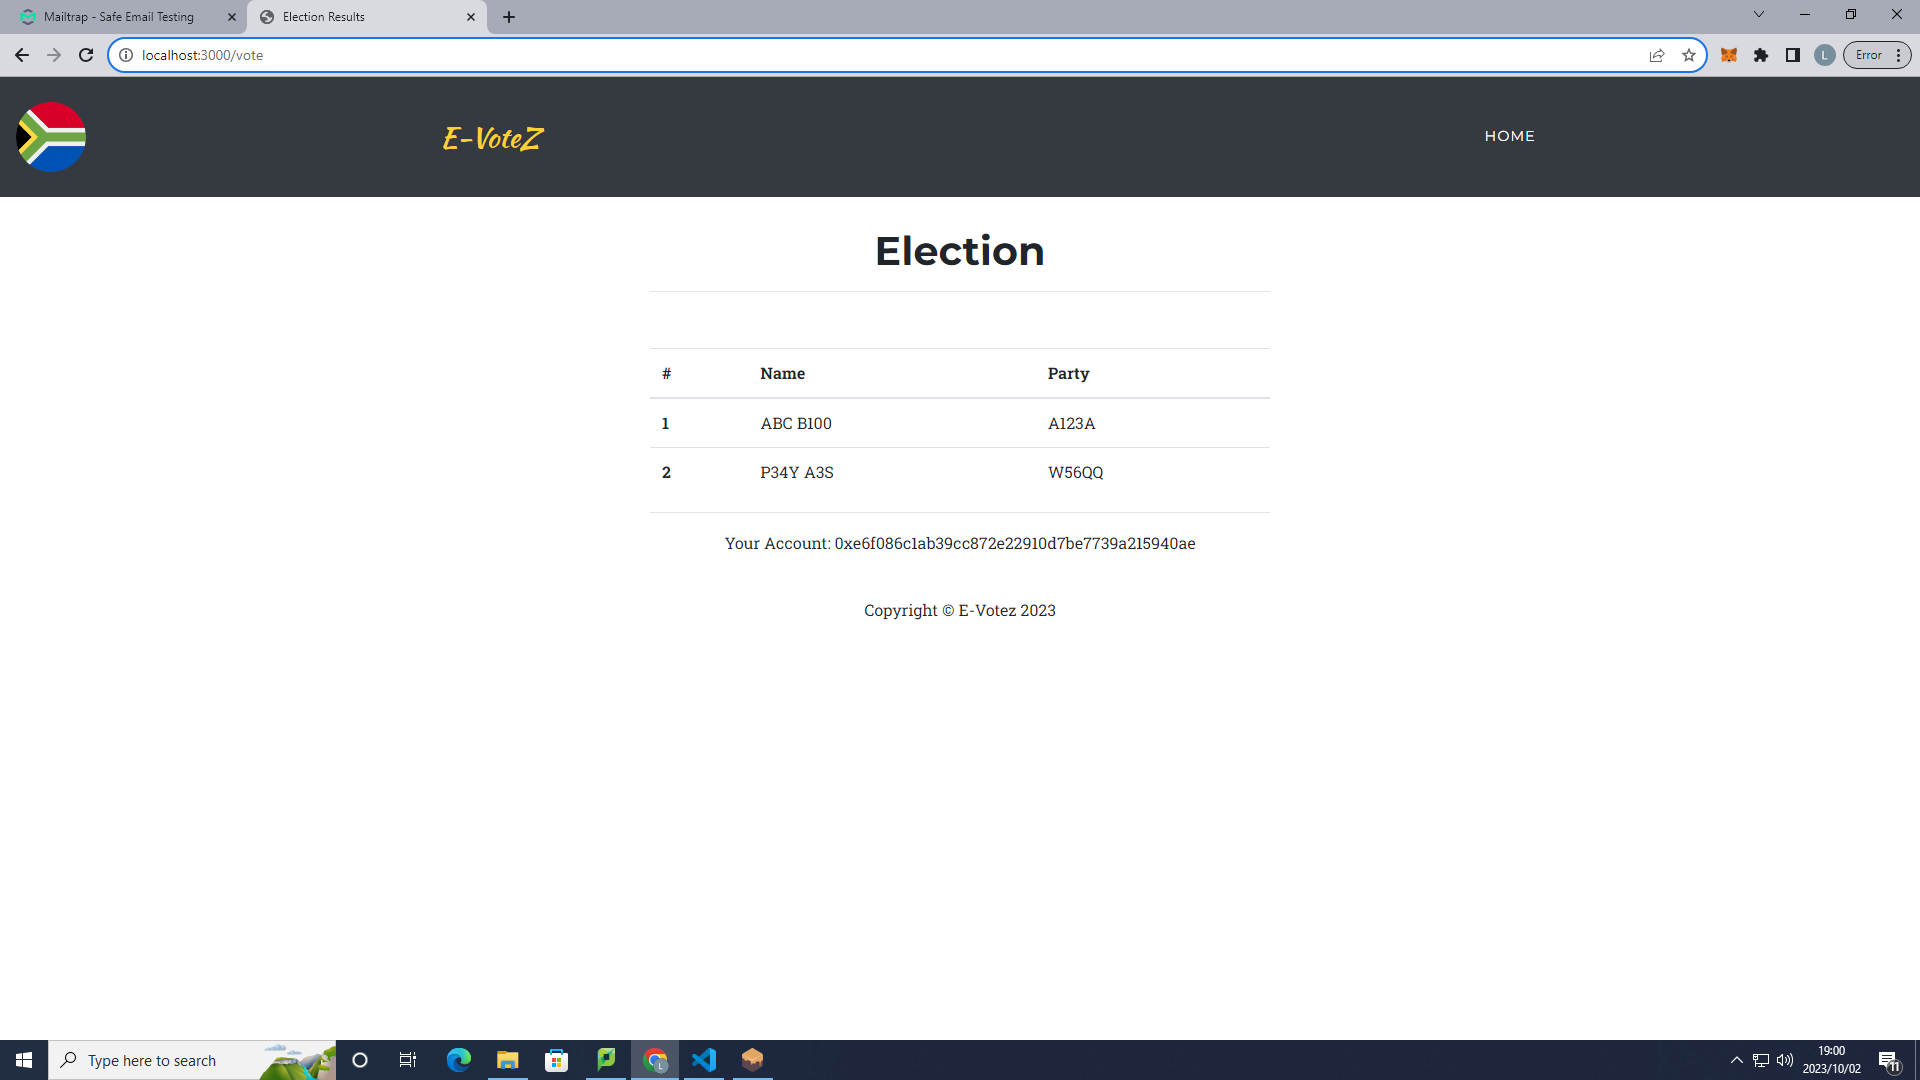 Mailtrap - Safe Email Testing
Election Results
localhost:3000/vote
L
Error
E-VoteZ
HOME
Election
# Name Party
1 ABC B100 A123A
2 P34Y A3S W56QQ
Your Account: 0xe6f086c1ab39cc872e22910d7be7739a215940ae
Copyright © E-Votez 2023
Type here to search
L
19:00
2023/10/02
11